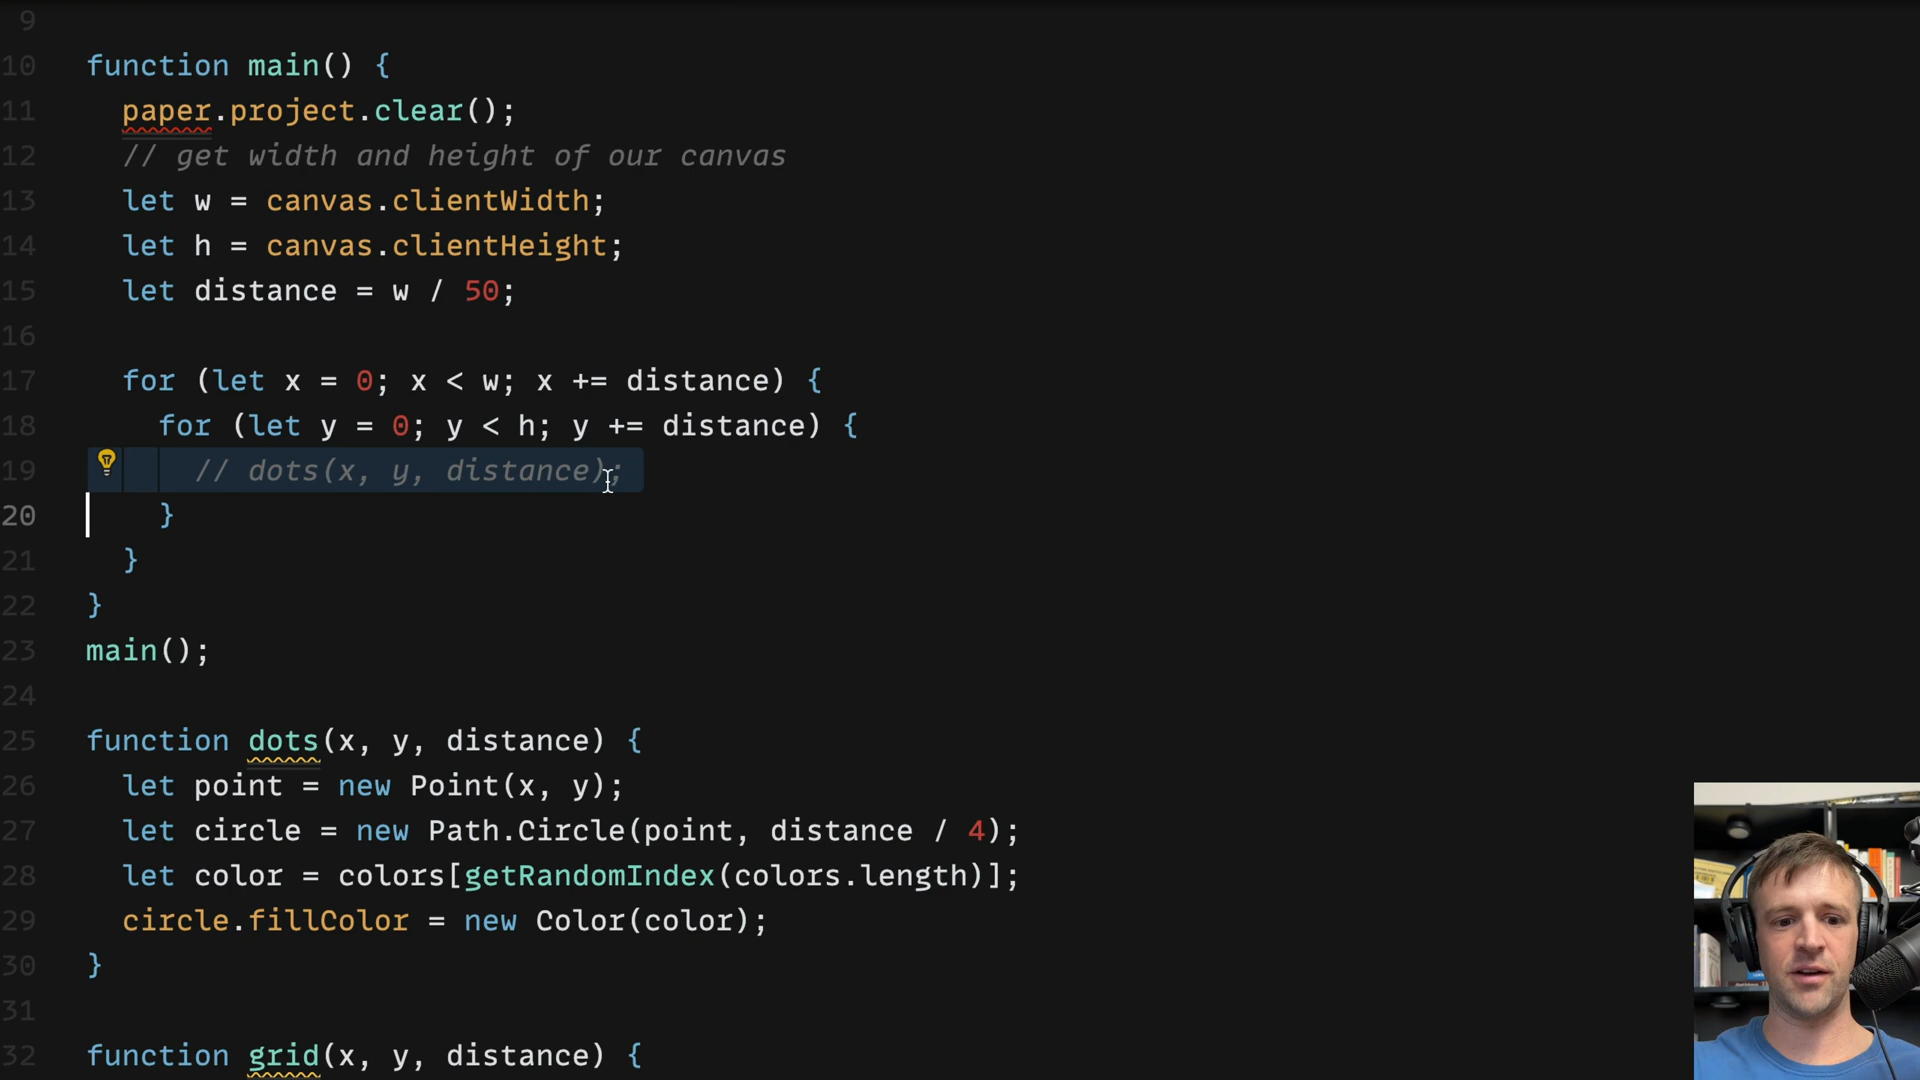 9
10 function main() {
11 paper.project.clear();
12 // get width and height of our canvas
13 let w = canvas.clientWidth;
14 let h = canvas.clientHeight;
15 let distance = w / 50;
16
17 for (let x = 0; x < w; x += distance) {
18 for (let y = 0; y < h; y += distance) {
19 // dots(x, y, distance);
20 }
21 }
22 }
23 main();
24
25 function dots(x, y, distance) {
26 let point = new Point(x, y);
27 let circle = new Path.Circle(point, distance / 4);
28 let color = colors[getRandomIndex(colors.length)];
29 circle.fillColor = new Color(color);
30 }
31
32 function grid(x, y, distance) {